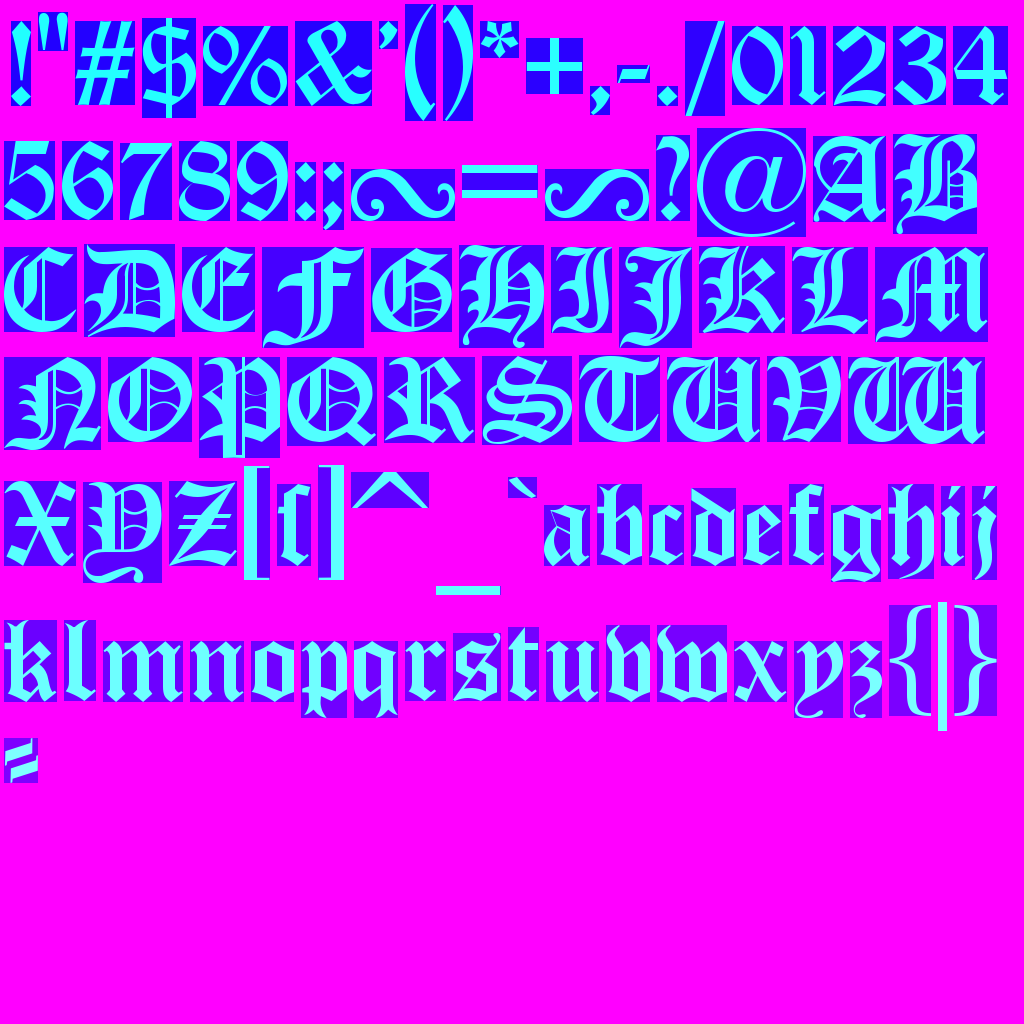 !"#$%&'()*+,-./01234
56789:;~=∽?@AB
CDEFGHIJKLM
NOPQRSTUVW
XYZ[ſ]^_`abcdefghij
klmnopqrstuvwxyz{|}
⸗